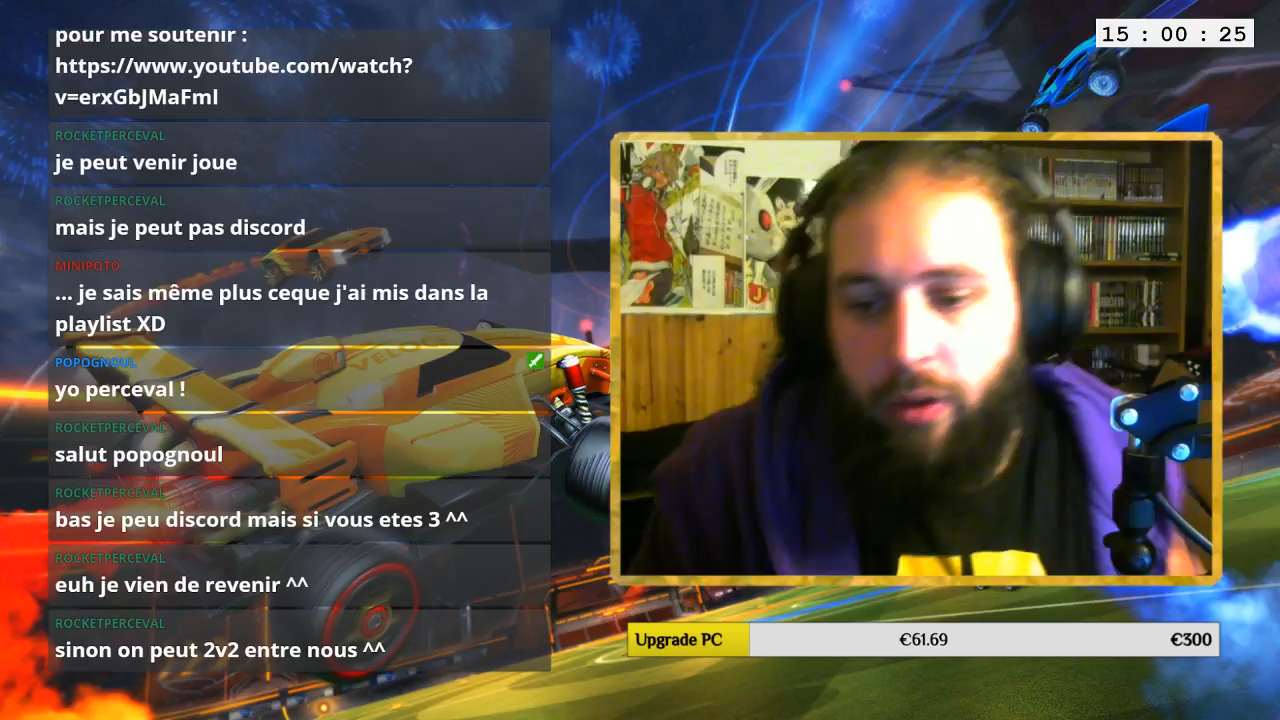 15 : 00 : 25
pour me soutenir :
https://www.youtube.com/watch?
v=erxGbJMaFmI
ROCKETPERCEVAL
je peut venir joue
ROCKETPERCEVAL
mais je peut pas discord
MINIPOTO
... je sais même plus ceque j'ai mis dans la
playlist XD
POPOGNOUL
yo perceval !
ROCKETPERCEVAL
salut popognoul
ROCKETPERCEVAL
bas je peu discord mais si vous etes 3 ^^
ROCKETPERCEVAL
euh je vien de revenir ^^
ROCKETPERCEVAL
sinon on peut 2v2 entre nous ^^
VELOCE
Upgrade PC €61.69 €300